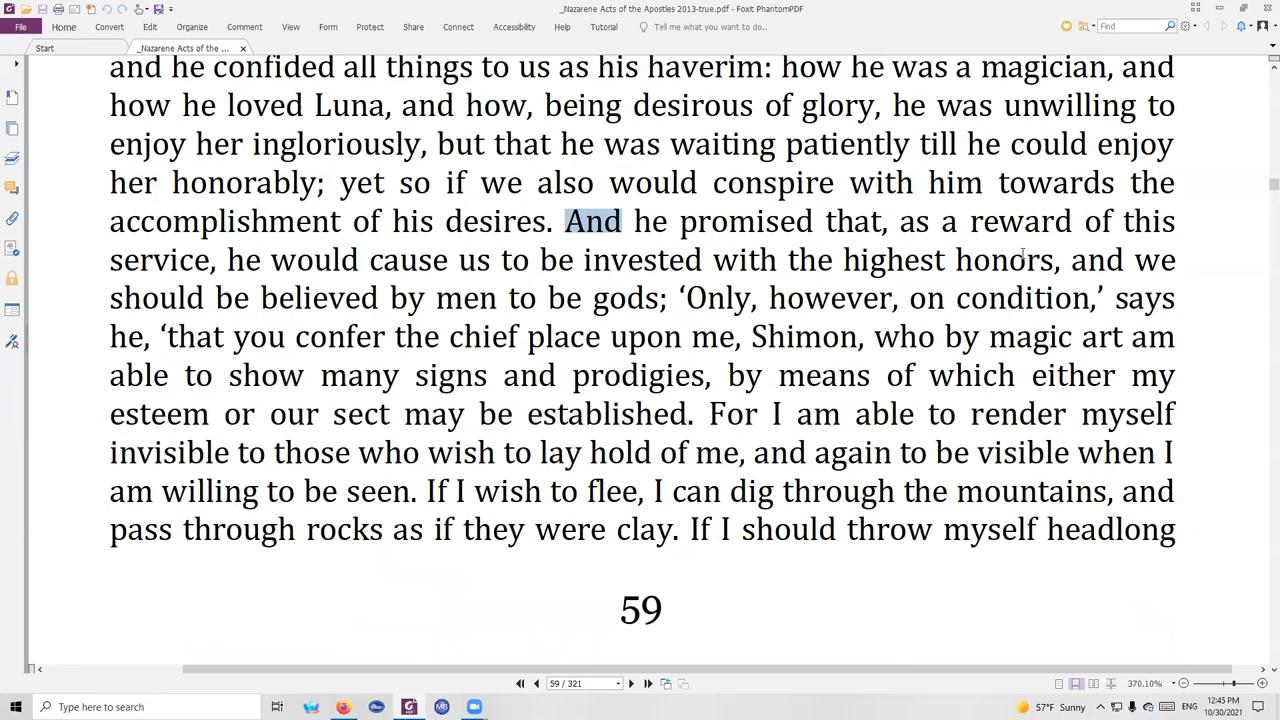 _Nazarene Acts of the Apostles 2013-true.pdf - Foxit PhantomPDF
File Home Convert Edit Organize Comment View Form Protect Share Connect Accessibility Help Tutorial Tell me what you want to do.. Find
Start _Nazarene Acts of the ...
and he confided all things to us as his haverim: how he was a magician, and
how he loved Luna, and how, being desirous of glory, he was unwilling to
enjoy her ingloriously, but that he was waiting patiently till he could enjoy
her honorably; yet so if we also would conspire with him towards the
accomplishment of his desires. And he promised that, as a reward of this
service, he would cause us to be invested with the highest honors, and we
should be believed by men to be gods; ‘Only, however, on condition,’ says
he, ‘that you confer the chief place upon me, Shimon, who by magic art am
able to show many signs and prodigies, by means of which either my
esteem or our sect may be established. For I am able to render myself
invisible to those who wish to lay hold of me, and again to be visible when I
am willing to be seen. If I wish to flee, I can dig through the mountains, and
pass through rocks as if they were clay. If I should throw myself headlong
59
59 / 321 370.10%
Type here to search MB 57°F Sunny 12:45 PM
10/30/2021